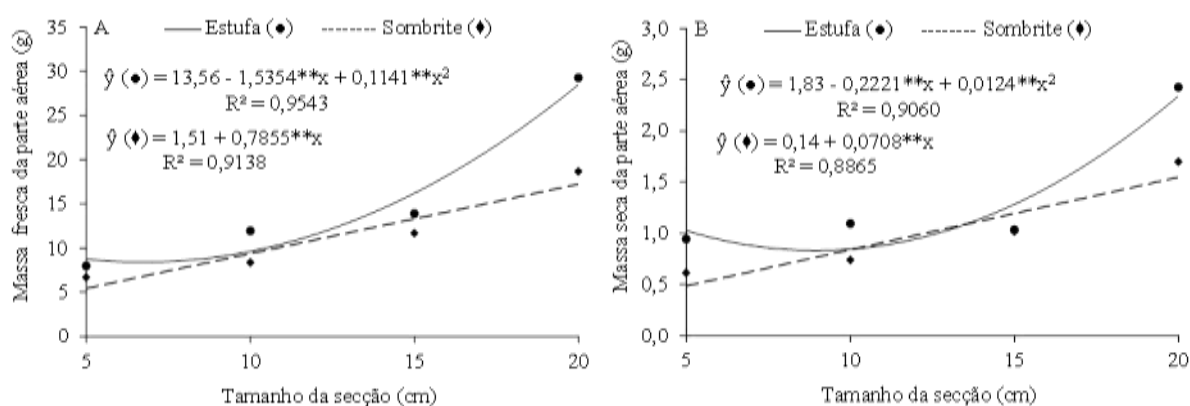 A
Estufa (●) Sombrite (♦)
ŷ (●) = 13,56 - 1,5354**x + 0,1141**x²
R² = 0,9543
ŷ (♦) = 1,51 + 0,7855**x
R² = 0,9138
Massa fresca da parte aérea (g)
35
30
25
20
15
10
5
0
5 10 15 20
Tamanho da secção (cm)
B
Estufa (●) Sombrite (♦)
ŷ (●) = 1,83 - 0,2221**x + 0,0124**x²
R² = 0,9060
ŷ (♦) = 0,14 + 0,0708**x
R² = 0,8865
Massa seca da parte aérea (g)
3,0
2,5
2,0
1,5
1,0
0,5
0,0
5 10 15 20
Tamanho da secção (cm)